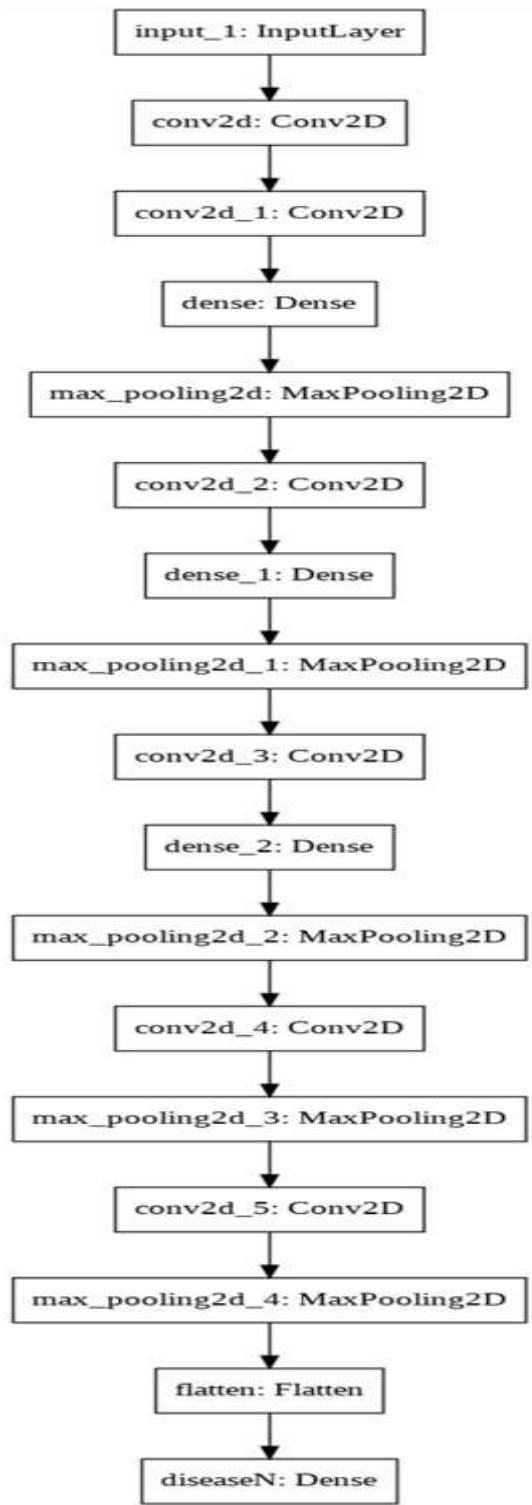 input_1: InputLayer
conv2d: Conv2D
conv2d_1: Conv2D
dense: Dense
max_pooling2d: MaxPooling2D
conv2d_2: Conv2D
dense_1: Dense
max_pooling2d_1: MaxPooling2D
conv2d_3: Conv2D
dense_2: Dense
max_pooling2d_2: MaxPooling2D
conv2d_4: Conv2D
max_pooling2d_3: MaxPooling2D
conv2d_5: Conv2D
max_pooling2d_4: MaxPooling2D
flatten: Flatten
diseaseN: Dense